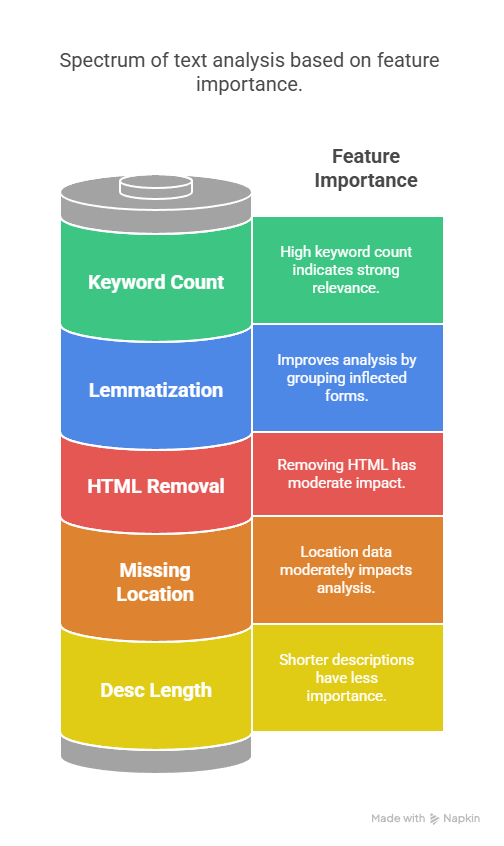 Spectrum of text analysis based on feature
importance.
Feature
Importance
Keyword Count
High keyword count
indicates strong
relevance.
Lemmatization
Improves analysis by
grouping inflected
forms.
HTML Removal
Removing HTML has
moderate impact.
Missing
Location
Location data
moderately impacts
analysis.
Desc Length
Shorter descriptions
have less
importance.
Made with Napkin